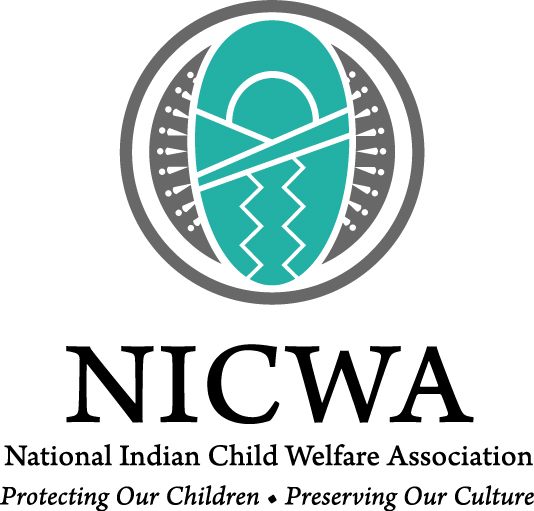 NICWA
National Indian Child Welfare Association
Protecting Our Children ⬥ Preserving Our Culture